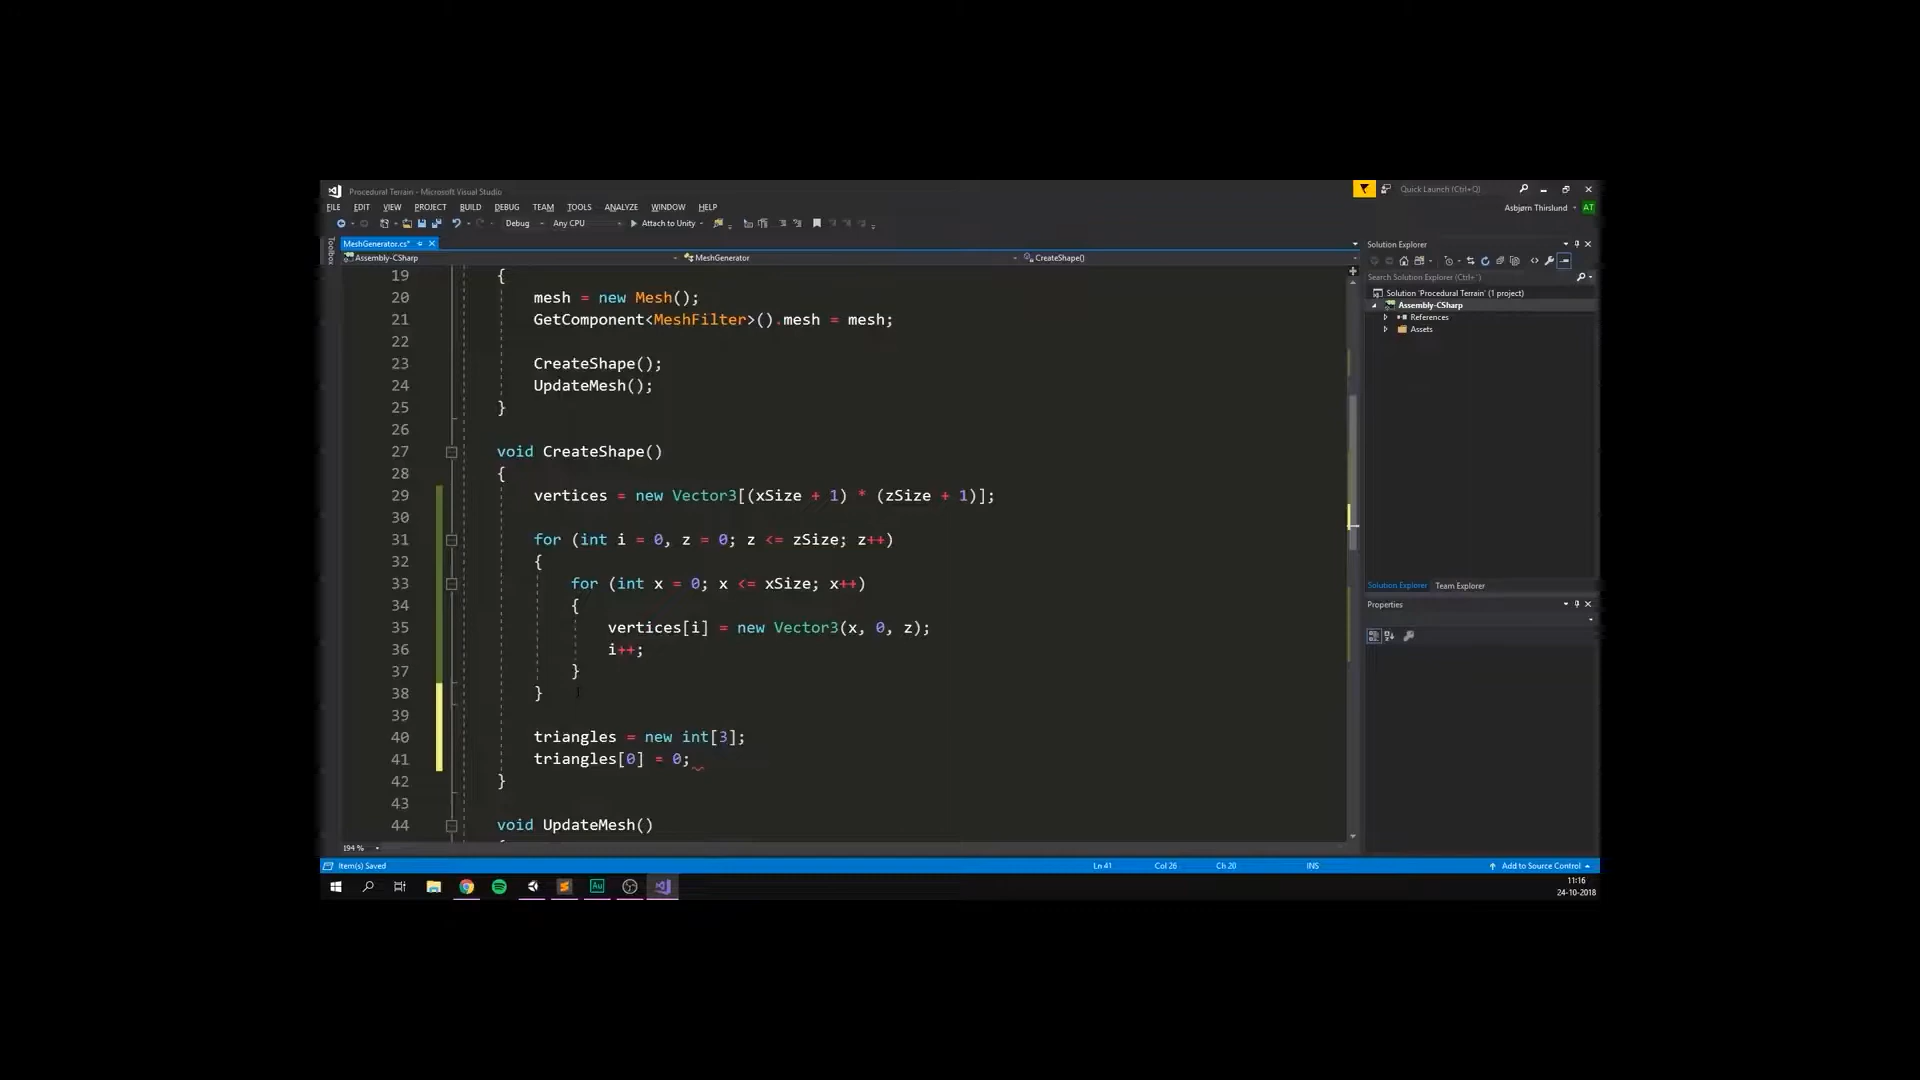 Procedural Terrain - Microsoft Visual Studio
Quick Launch (Ctrl+Q)
FILE EDIT VIEW PROJECT BUILD DEBUG TEAM TOOLS ANALYZE WINDOW HELP
Asbjørn Thirslund AT
Debug Any CPU Attach to Unity
Toolbox
MeshGenerator.cs*
Assembly-CSharp MeshGenerator CreateShape()
19 {
20 mesh = new Mesh();
21 GetComponent<MeshFilter>().mesh = mesh;
22
23 CreateShape();
24 UpdateMesh();
25 }
26
27 void CreateShape()
28 {
29 vertices = new Vector3[(xSize + 1) * (zSize + 1)];
30
31 for (int i = 0, z = 0; z <= zSize; z++)
32 {
33 for (int x = 0; x <= xSize; x++)
34 {
35 vertices[i] = new Vector3(x, 0, z);
36 i++;
37 }
38 }
39
40 triangles = new int[3];
41 triangles[0] = 0;
42 }
43
44 void UpdateMesh()
194 %
Solution Explorer
Search Solution Explorer (Ctrl+¨)
Solution 'Procedural Terrain' (1 project)
Assembly-CSharp
References
Assets
Solution Explorer Team Explorer
Properties
Item(s) Saved Ln 41 Col 26 Ch 20 INS Add to Source Control
Au
11:16
24-10-2018